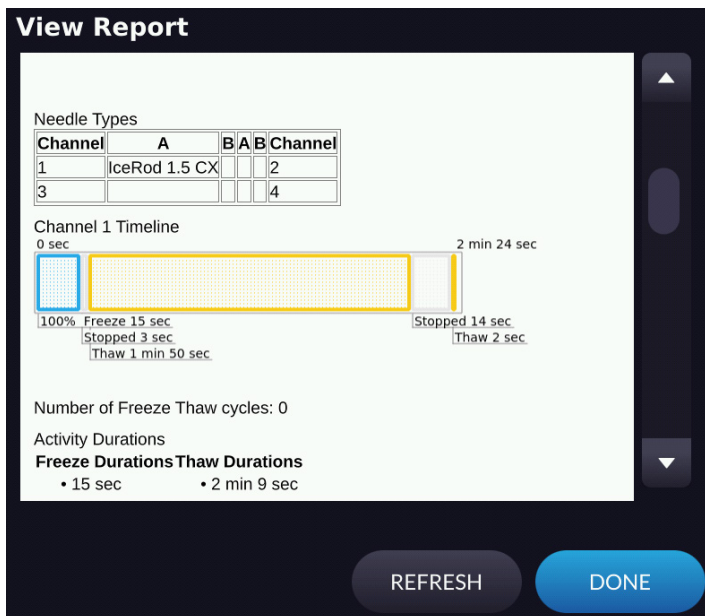 View Report
Needle Types
Channel A B A B Channel
1 IceRod 1.5 CX 2
3 4
Channel 1 Timeline
0 sec 2 min 24 sec
100% Freeze 15 sec Stopped 14 sec
Stopped 3 sec Thaw 2 sec
Thaw 1 min 50 sec
Number of Freeze Thaw cycles: 0
Activity Durations
Freeze Durations Thaw Durations
• 15 sec • 2 min 9 sec
REFRESH DONE